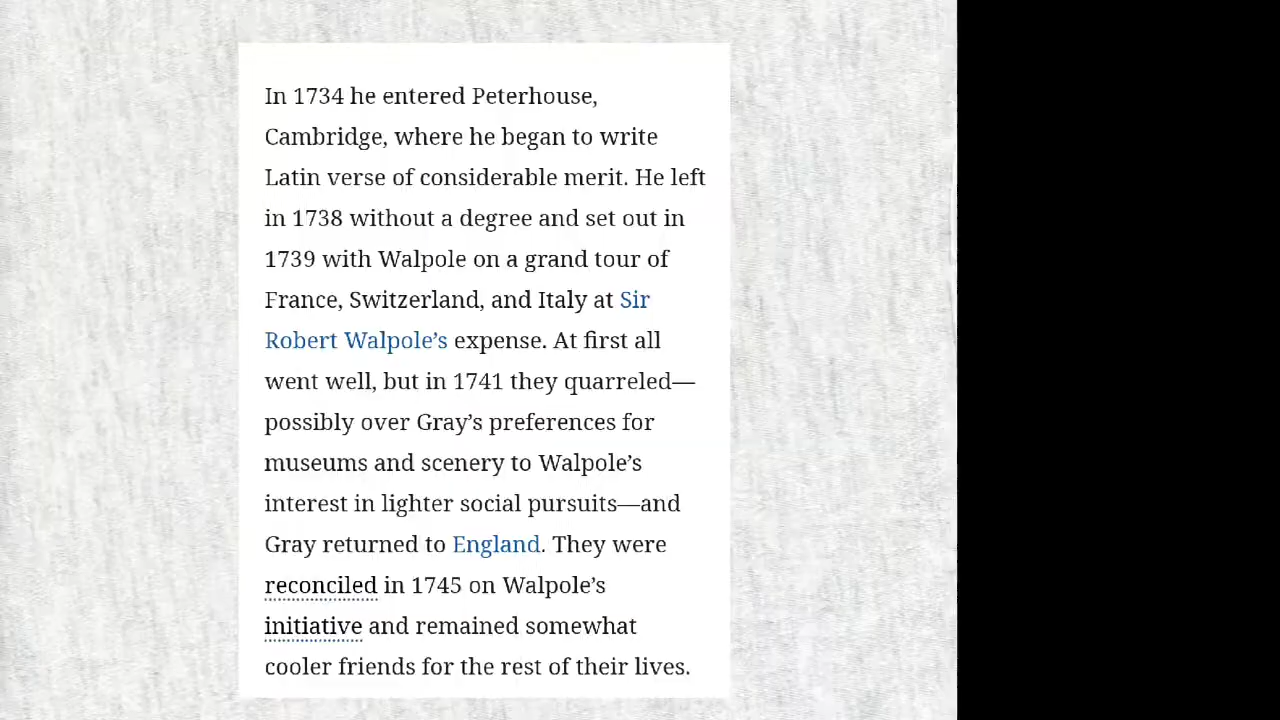 In 1734 he entered Peterhouse,
Cambridge, where he began to write
Latin verse of considerable merit. He left
in 1738 without a degree and set out in
1739 with Walpole on a grand tour of
France, Switzerland, and Italy at Sir
Robert Walpole’s expense. At first all
went well, but in 1741 they quarreled—
possibly over Gray’s preferences for
museums and scenery to Walpole’s
interest in lighter social pursuits—and
Gray returned to England. They were
reconciled in 1745 on Walpole’s
initiative and remained somewhat
cooler friends for the rest of their lives.